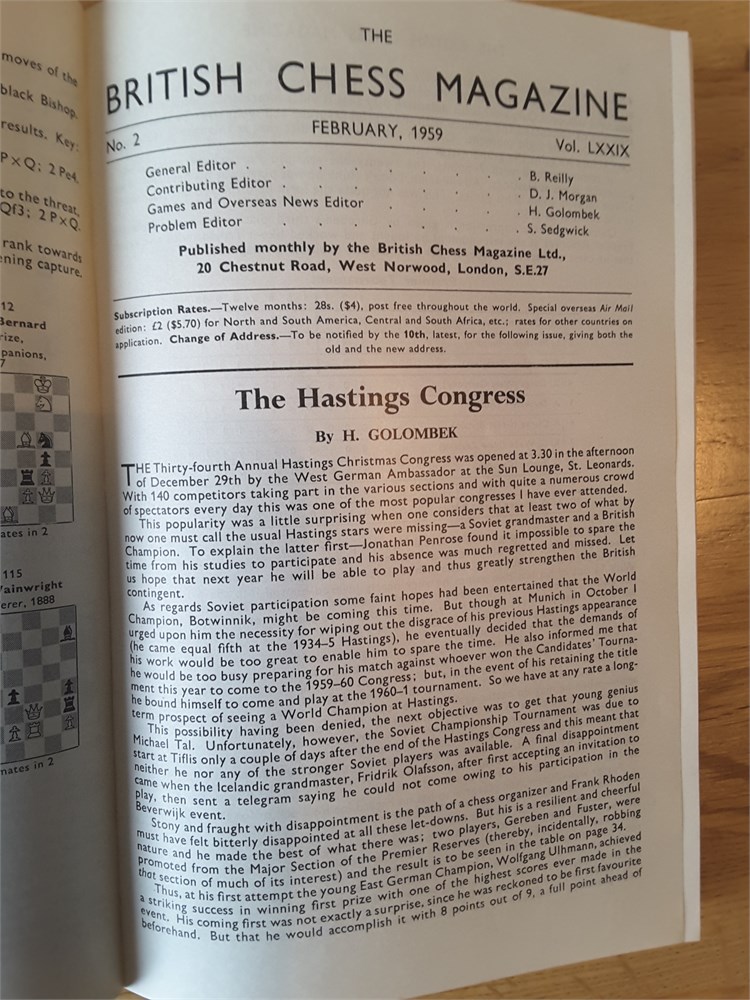 moves of the
black Bishop.
results. Key:
P×Q; 2 Pe4.
to the threat,
Qf3; 2 P×Q.
rank towards
ening capture.
12
Bernard
rize,
panions,
7
ates in 2
115
Wainwright
erer, 1888
mates in 2
THE
BRITISH CHESS MAGAZINE
No. 2 FEBRUARY, 1959 Vol. LXXIX
General Editor . . . . . . . . B. Reilly
Contributing Editor . . . . . . . D. J. Morgan
Games and Overseas News Editor . . . . H. Golombek
Problem Editor . . . . . . . . S. Sedgwick
Published monthly by the British Chess Magazine Ltd.,
20 Chestnut Road, West Norwood, London, S.E.27
Subscription Rates.—Twelve months: 28s. ($4), post free throughout the world. Special overseas Air Mail
edition: £2 ($5.70) for North and South America, Central and South Africa, etc.; rates for other countries on
application. Change of Address.—To be notified by the 10th, latest, for the following issue, giving both the
old and the new address.
The Hastings Congress
By H. GOLOMBEK
THE Thirty-fourth Annual Hastings Christmas Congress was opened at 3.30 in the afternoon
of December 29th by the West German Ambassador at the Sun Lounge, St. Leonards.
With 140 competitors taking part in the various sections and with quite a numerous crowd
of spectators every day this was one of the most popular congresses I have ever attended.
This popularity was a little surprising when one considers that at least two of what by
now one must call the usual Hastings stars were missing—a Soviet grandmaster and a British
Champion. To explain the latter first—Jonathan Penrose found it impossible to spare the
time from his studies to participate and his absence was much regretted and missed. Let
us hope that next year he will be able to play and thus greatly strengthen the British
contingent.
As regards Soviet participation some faint hopes had been entertained that the World
Champion, Botwinnik, might be coming this time. But though at Munich in October I
urged upon him the necessity for wiping out the disgrace of his previous Hastings appearance
(he came equal fifth at the 1934–5 Hastings), he eventually decided that the demands of
his work would be too great to enable him to spare the time. He also informed me that
he would be too busy preparing for his match against whoever won the Candidates' Tourna-
ment this year to come to the 1959–60 Congress; but, in the event of his retaining the title
he bound himself to come and play at the 1960–1 tournament. So we have at any rate a long-
term prospect of seeing a World Champion at Hastings.
This possibility having been denied, the next objective was to get that young genius
Michael Tal. Unfortunately, however, the Soviet Championship Tournament was due to
start at Tiflis only a couple of days after the end of the Hastings Congress and this meant that
neither he nor any of the stronger Soviet players was available. A final disappointment
came when the Icelandic grandmaster, Fridrik Olafsson, after first accepting an invitation to
play, then sent a telegram saying he could not come owing to his participation in the
Beverwijk event.
Stony and fraught with disappointment is the path of a chess organizer and Frank Rhoden
must have felt bitterly disappointed at all these let-downs. But his is a resilient and cheerful
nature and he made the best of what there was; two players, Gereben and Fuster, were
promoted from the Major Section of the Premier Reserves (thereby, incidentally, robbing
that section of much of its interest) and the result is to be seen in the table on page 34.
Thus, at his first attempt the young East German Champion, Wolfgang Ulhmann, achieved
a striking success in winning first prize with one of the highest scores ever made in the
event. His coming first was not exactly a surprise, since he was reckoned to be first favourite
beforehand. But that he would accomplish it with 8 points out of 9, a full point ahead of